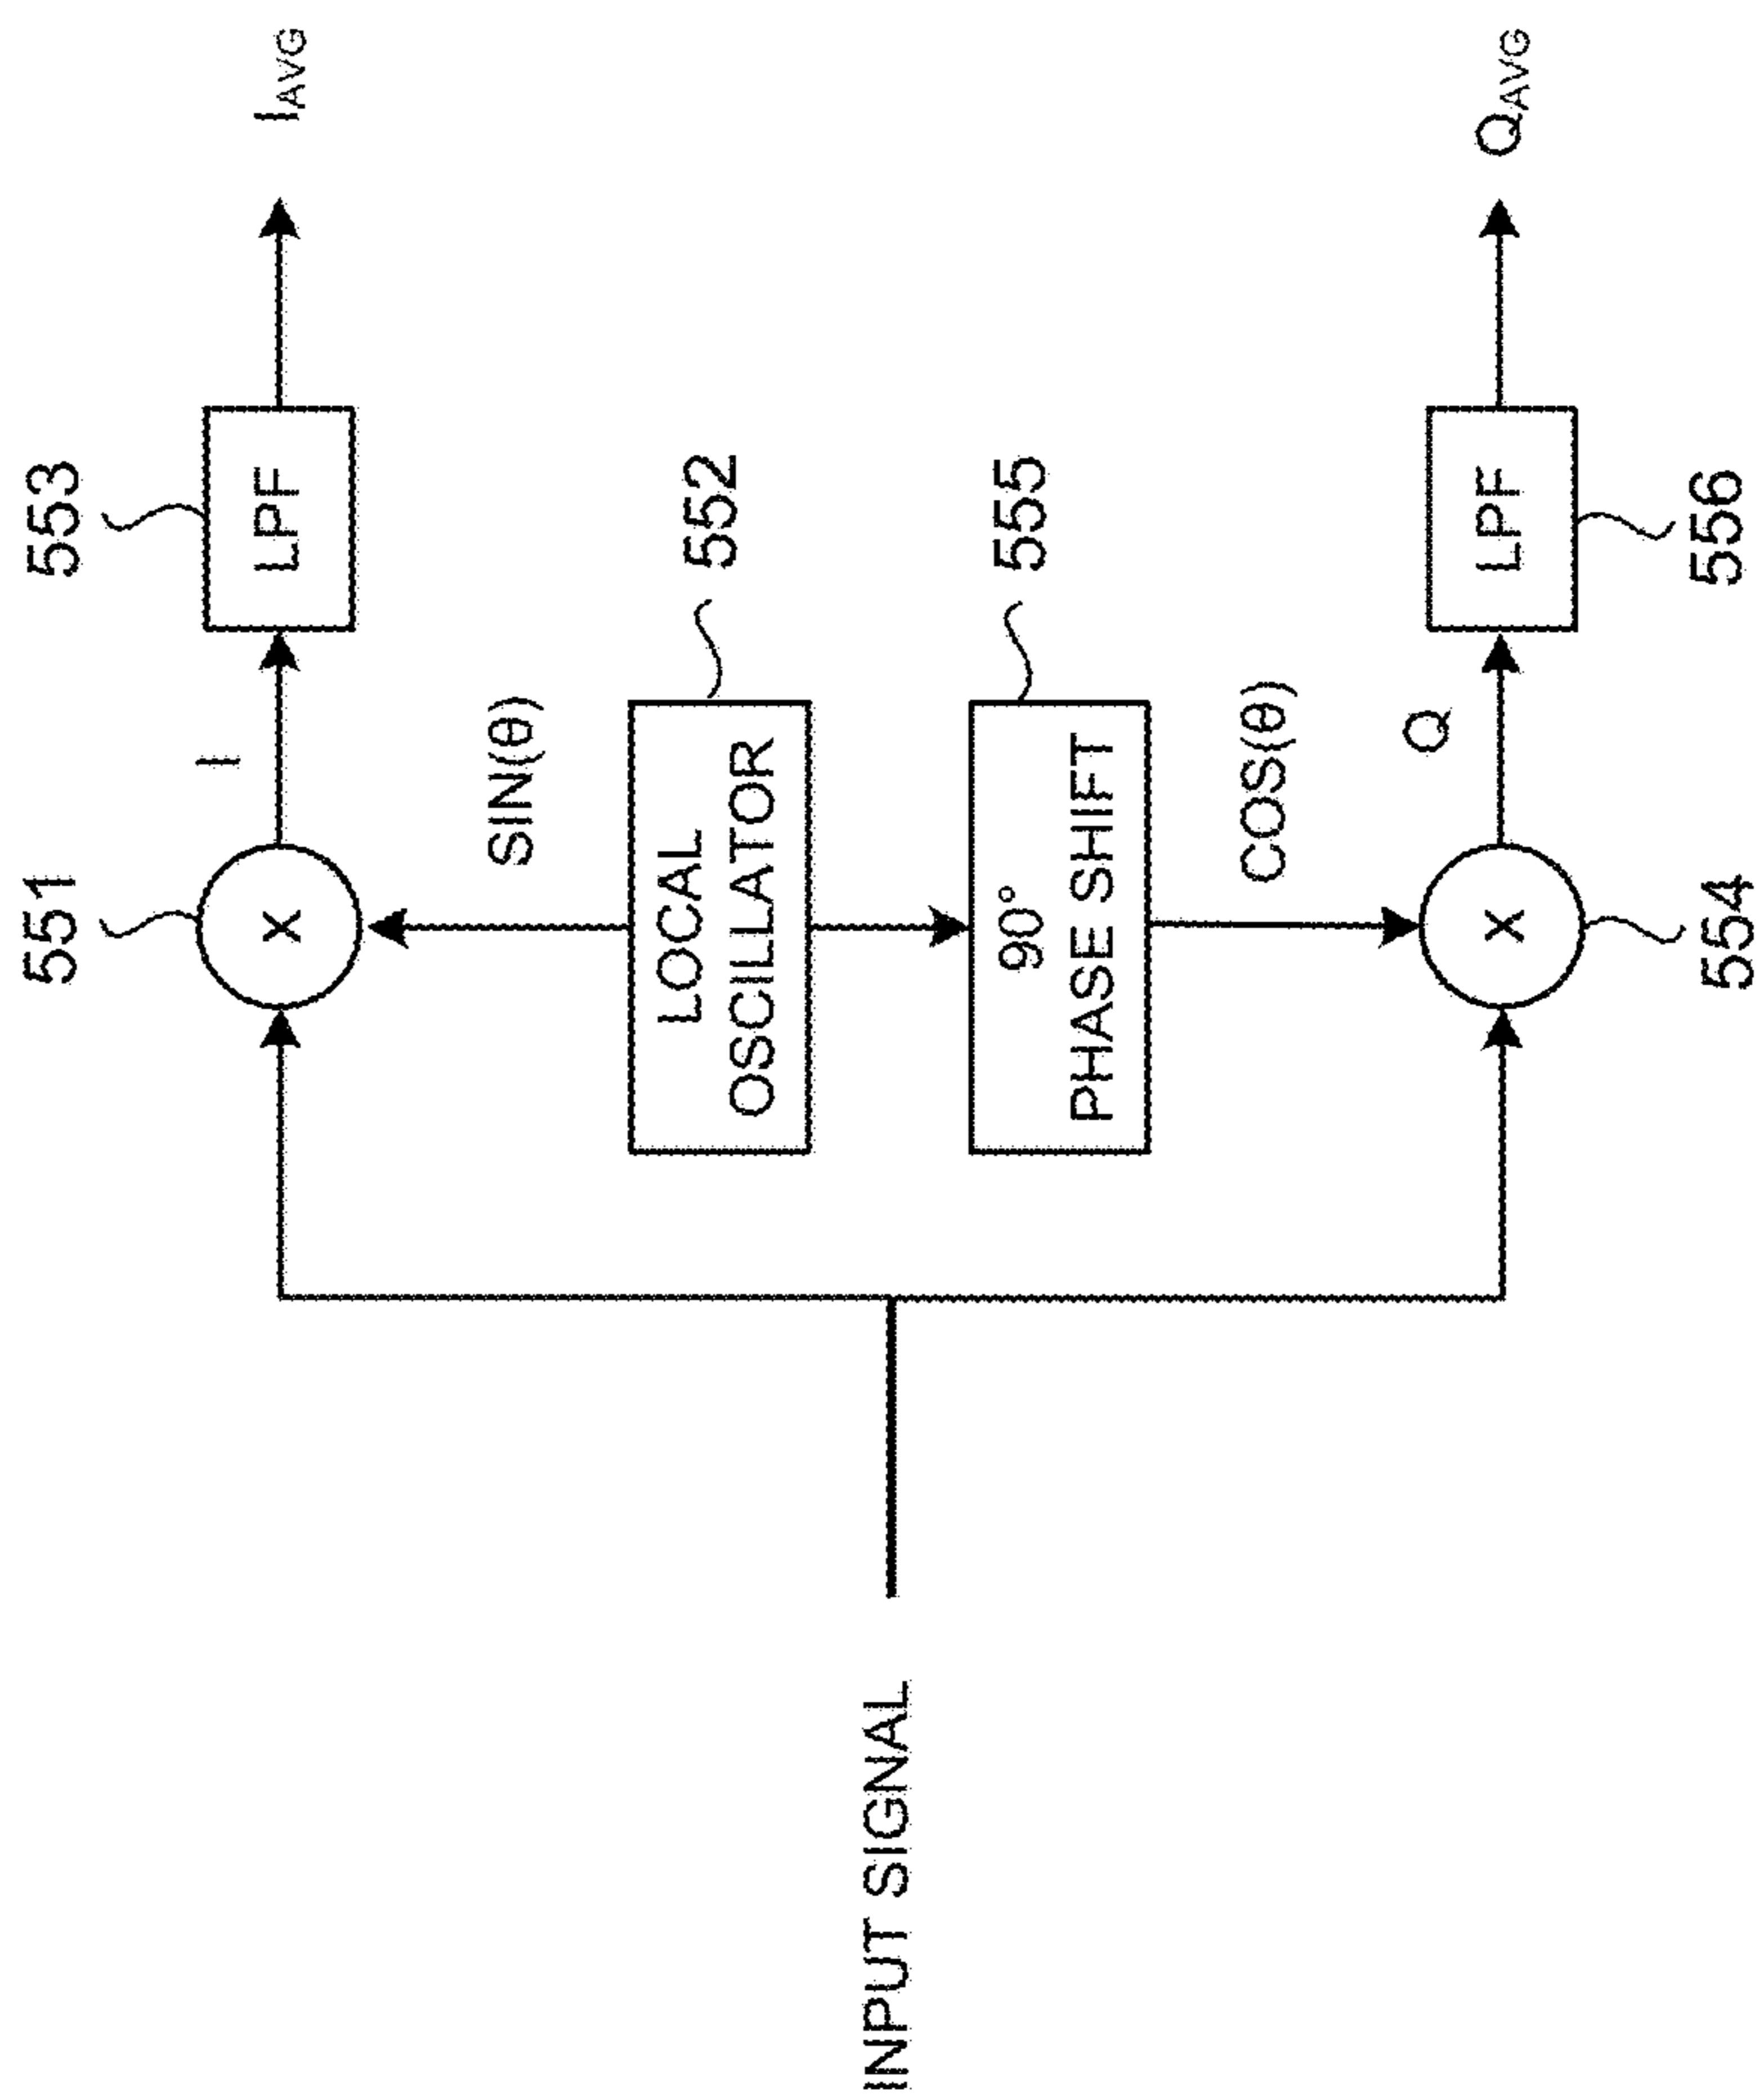 INPUT SIGNAL
551
X
I
553
LPF
IAVG
SIN(θ)
LOCAL
OSCILLATOR
552
90°
PHASE SHIFT
555
COS(θ)
X
554
Q
LPF
556
QAVG